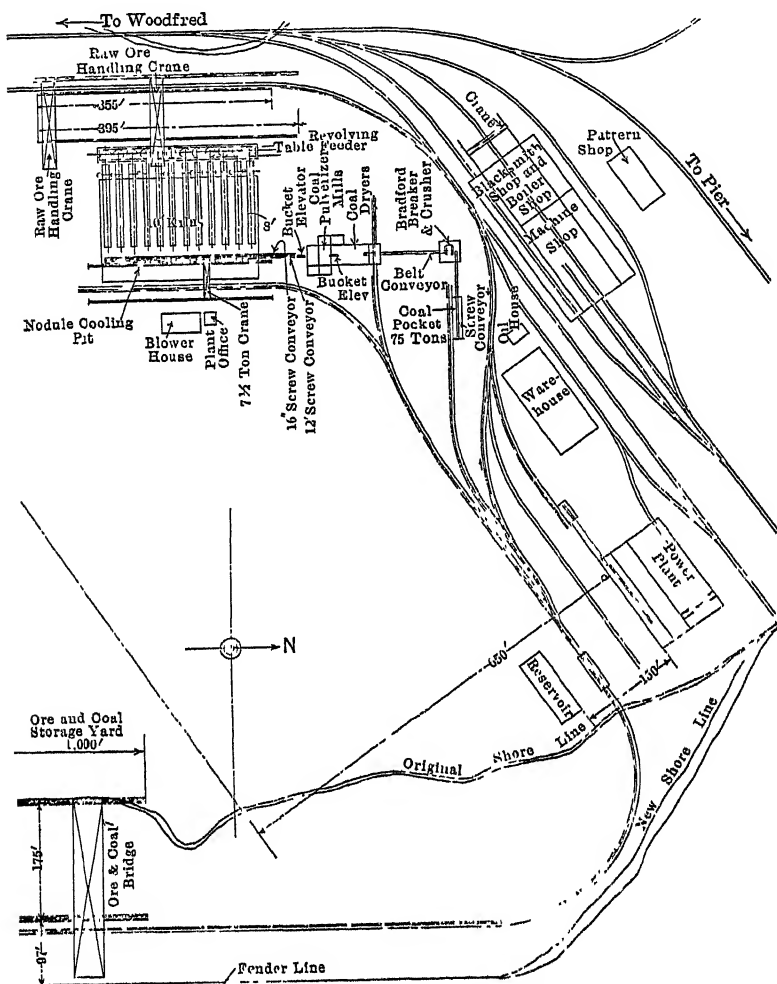 To Woodfred
Raw Ore
Handling Crane
355'
395'
Revolving
Table Feeder
Raw Ore
Handling
Crane
8'
Bucket
Elevator
Coal
Pulverizers
Mills
Coal
Dryers
Bradford
Breaker
& Crusher
Crane
Blacksmith
Shop and
Boiler
Shop
Machine
Shop
Pattern
Shop
To Pier
Nodule Cooling
Pit
Blower
House
Plant
Office
7½ Ton Crane
16" Screw Conveyor
12' Screw Conveyor
Bucket
Elev
Belt
Conveyor
Coal
Pocket
75 Tons
Screw
Conveyor
Oil
House
Ware-
house
Power
Plant
N
650'
150'
Reservoir
Ore and Coal
Storage Yard
1,000'
Original Shore Line
New Shore Line
175'
Ore & Coal
Bridge
97'
Fender Line